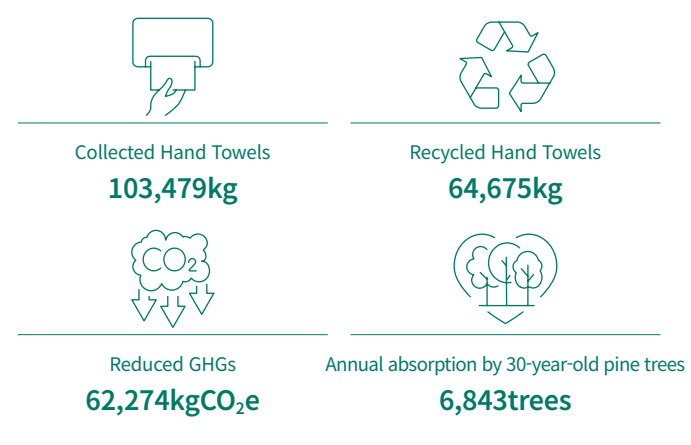 Collected Hand Towels
103,479kg
Recycled Hand Towels
64,675kg
CO2
Reduced GHGs
62,274kgCO₂e
Annual absorption by 30-year-old pine trees
6,843trees